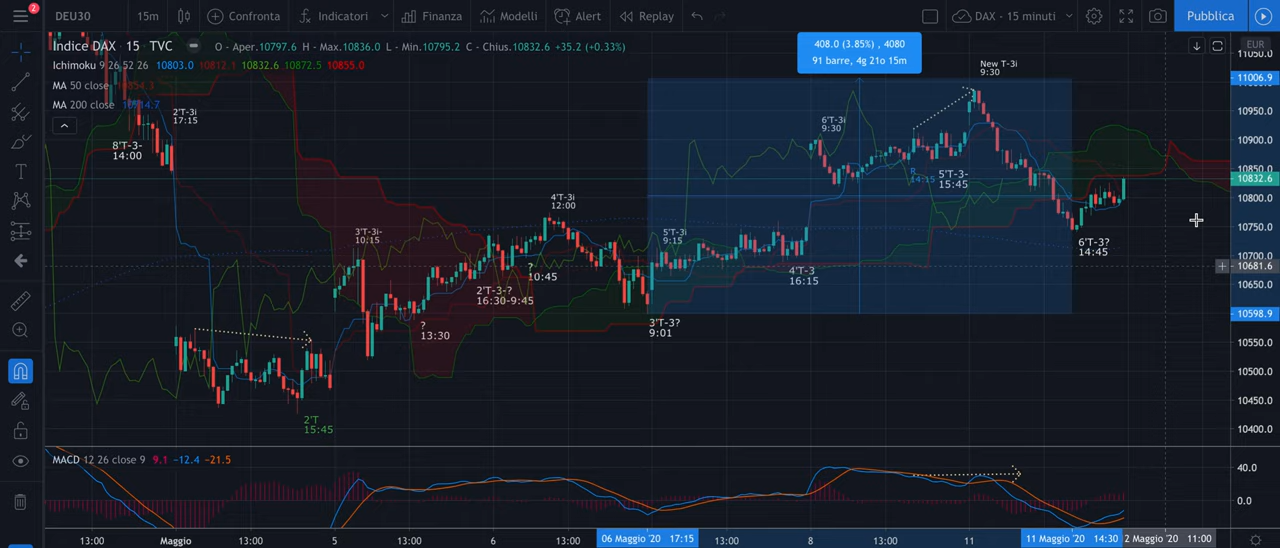 2
DEU30 15m Confronta Indicatori Finanza Modelli Alert Replay DAX - 15 minuti Pubblica
Indice DAX 15 TVC O - Aper.10797.6 H - Max.10836.0 L - Min.10795.2 C - Chius.10832.6 +35.2 (+0.33%)
Ichimoku 9 26 52 26 10803.0 10812.1 10832.6 10872.5 10855.0
MA 50 close
MA 200 close
408.0 (3.85%) , 4080
91 barre, 4g 21o 15m
EUR
11050.0
11006.9
10950.0
10900.0
10850.0
10832.6
10800.0
10750.0
10700.0
10681.6
10650.0
10598.9
10550.0
10500.0
10450.0
10400.0
8'T-3-
14:00
2'T-3i
17:15
2'T
15:45
3'T-3i-
10:15
?
13:30
2'T-3-?
16:30-9:45
?
10:45
4'T-3i
12:00
5'T-3i
9:15
3'T-3?
9:01
4'T-3
16:15
6'T-3i
9:30
R
14:15
5'T-3-
15:45
New T-3i
9:30
6'T-3?
14:45
MACD 12 26 close 9 9.1 −12.4 −21.5
40.0
0.0
13:00 Maggio 13:00 5 13:00 6 13:00 06 Maggio '20 17:15 13:00 8 13:00 11 11 Maggio '20 14:30 2 Maggio '20 11:00